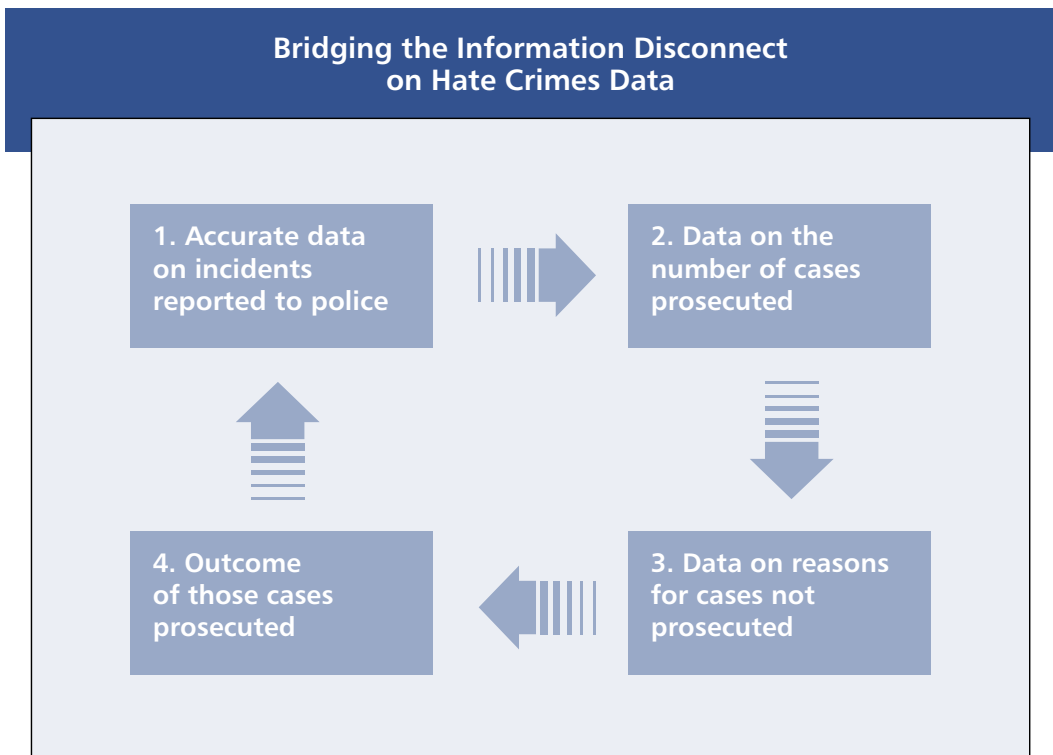 Bridging the Information Disconnect
on Hate Crimes Data
1. Accurate data
on incidents
reported to police
2. Data on the
number of cases
prosecuted
3. Data on reasons
for cases not
prosecuted
4. Outcome
of those cases
prosecuted